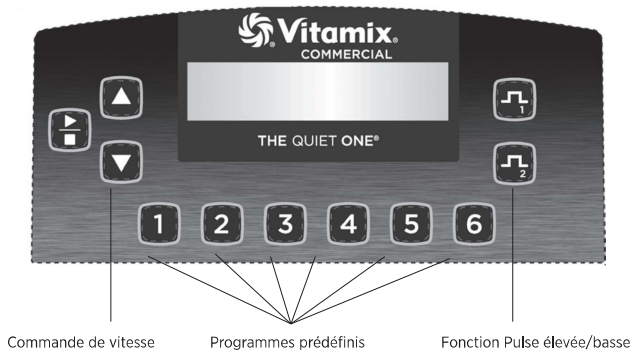 Vitamix®
COMMERCIAL
THE QUIET ONE®
1
2
1 2 3 4 5 6
Commande de vitesse Programmes prédéfinis Fonction Pulse élevée/basse